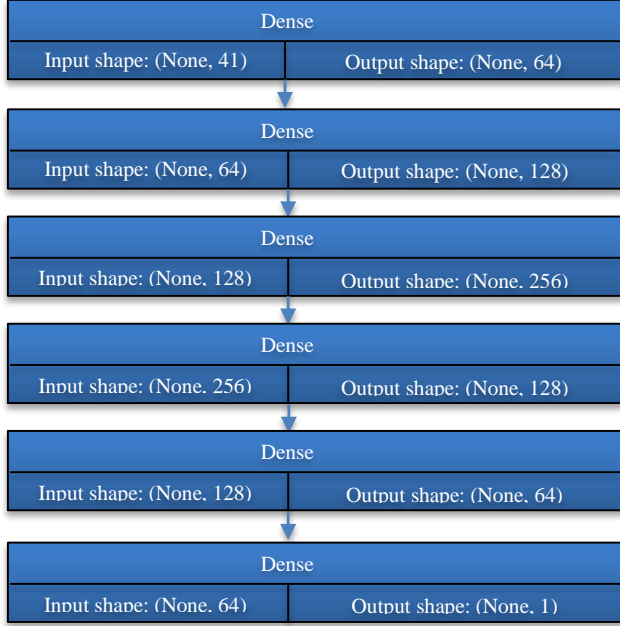 Dense
Input shape: (None, 41) Output shape: (None, 64)
Dense
Input shape: (None, 64) Output shape: (None, 128)
Dense
Input shape: (None, 128) Output shape: (None, 256)
Dense
Input shape: (None, 256) Output shape: (None, 128)
Dense
Input shape: (None, 128) Output shape: (None, 64)
Dense
Input shape: (None, 64) Output shape: (None, 1)